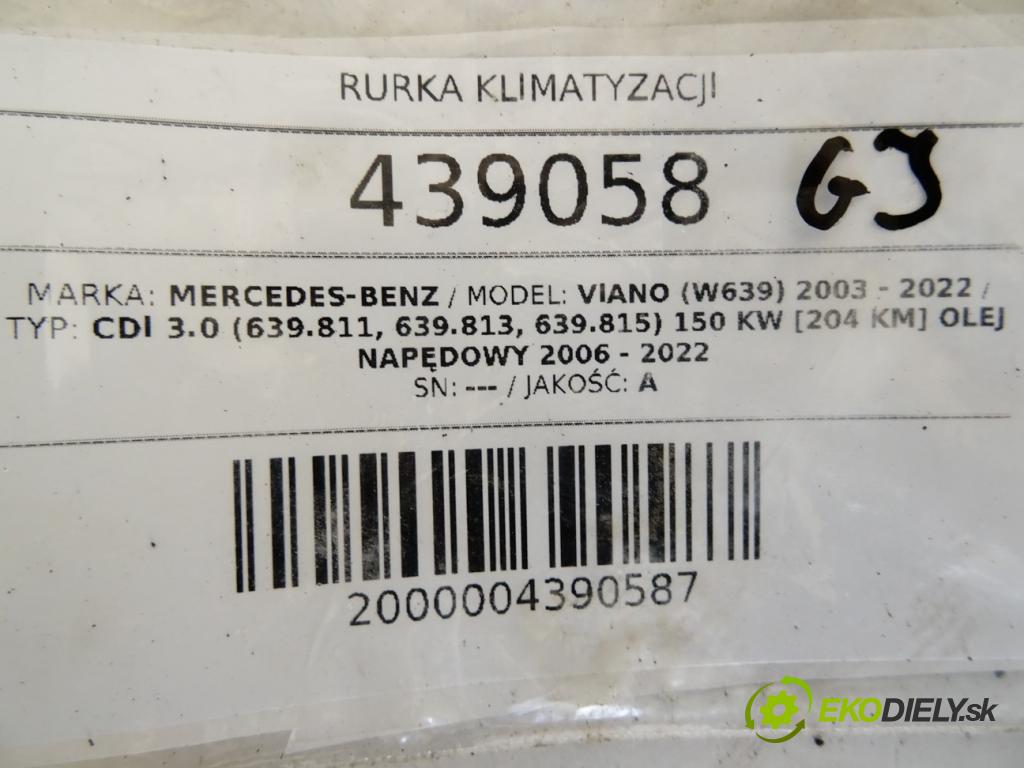 RURKA KLIMATYZACJI
439058 GJ
MARKA: MERCEDES-BENZ / MODEL: VIANO (W639) 2003 - 2022 /
TYP: CDI 3.0 (639.811, 639.813, 639.815) 150 KW [204 KM] OLEJ
NAPĘDOWY 2006 - 2022
SN: --- / JAKOŚĆ: A
2000004390587
EKODIELY.sk